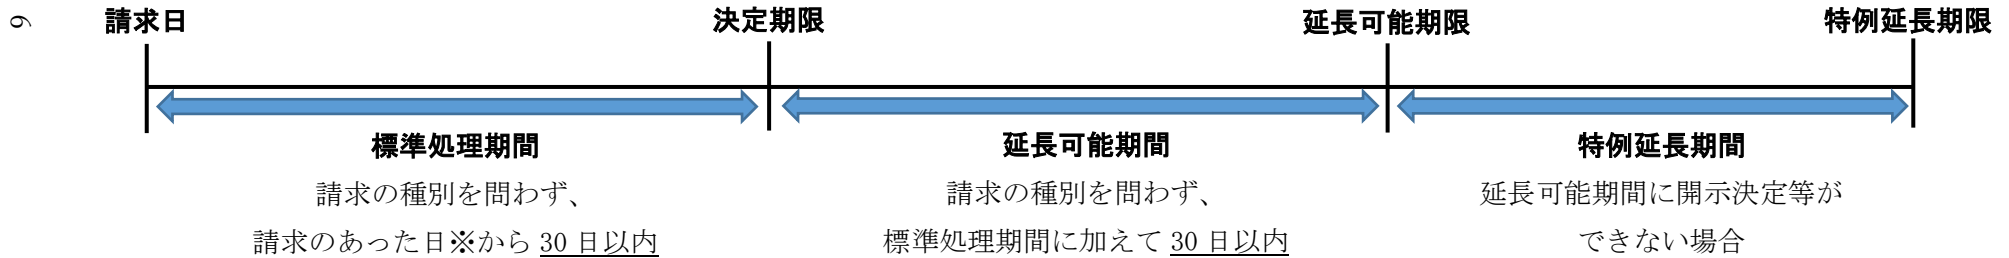 6
請求日
決定期限
延長可能期限
特例延長期限
標準処理期間
請求の種別を問わず、
請求のあった日※から 30 日以内
延長可能期間
請求の種別を問わず、
標準処理期間に加えて 30 日以内
特例延長期間
延長可能期間に開示決定等が
できない場合